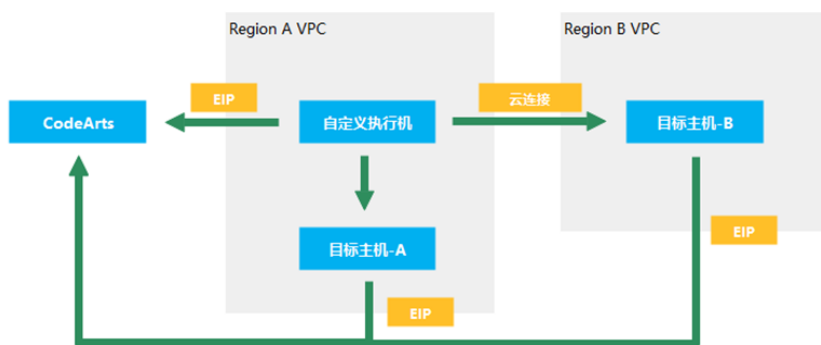 Region A VPC
Region B VPC
EIP
云连接
CodeArts
自定义执行机
目标主机-B
目标主机-A
EIP
EIP